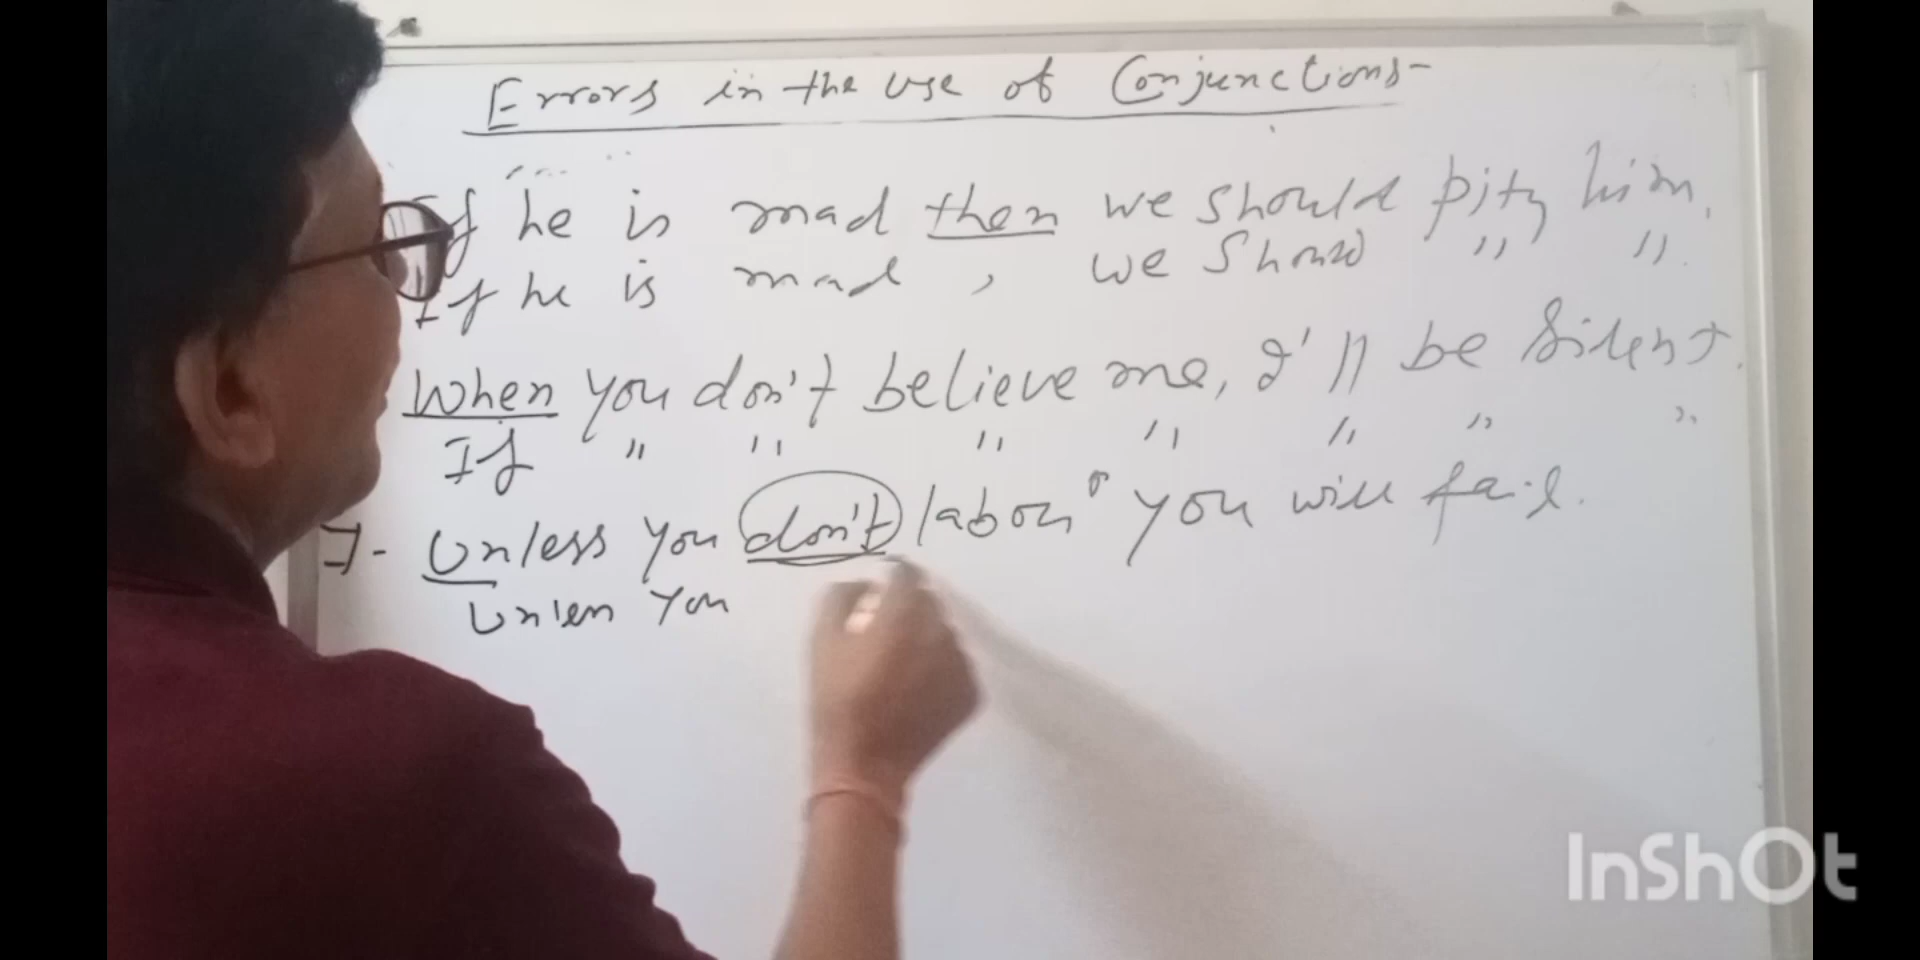 Errors in the use of Conjunctions-
If he is mad then we should pity him.
If he is mad, we should " ".
When you don't believe me, I'll be silent.
If " " " " " " "
I- Unless you don't labour you will fail.
Unless you
InShOt